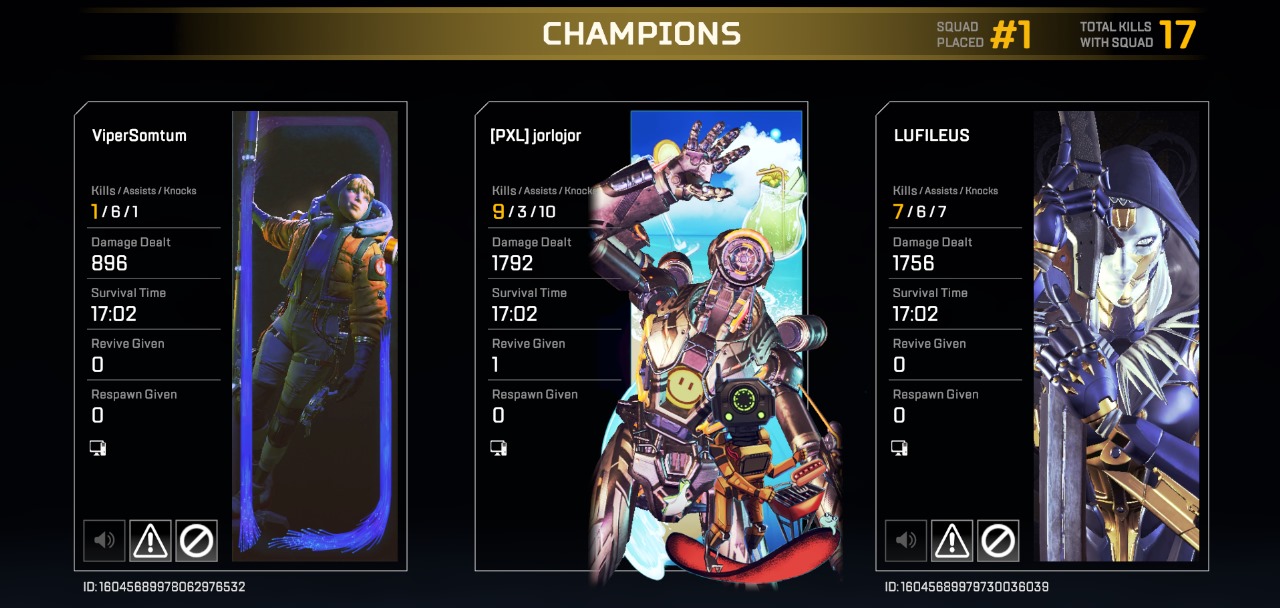 CHAMPIONS
SQUAD PLACED #1
TOTAL KILLS WITH SQUAD 17
ViperSomtum
Kills / Assists / Knocks
1 / 6 / 1
Damage Dealt
896
Survival Time
17:02
Revive Given
0
Respawn Given
0
ID: 16045689978062976532
[PXL] jorlojor
Kills / Assists / Knock
9 / 3 / 10
Damage Dealt
1792
Survival Time
17:02
Revive Given
1
Respawn Given
0
LUFILEUS
Kills / Assists / Knocks
7 / 6 / 7
Damage Dealt
1756
Survival Time
17:02
Revive Given
0
Respawn Given
0
ID: 16045689979730036039